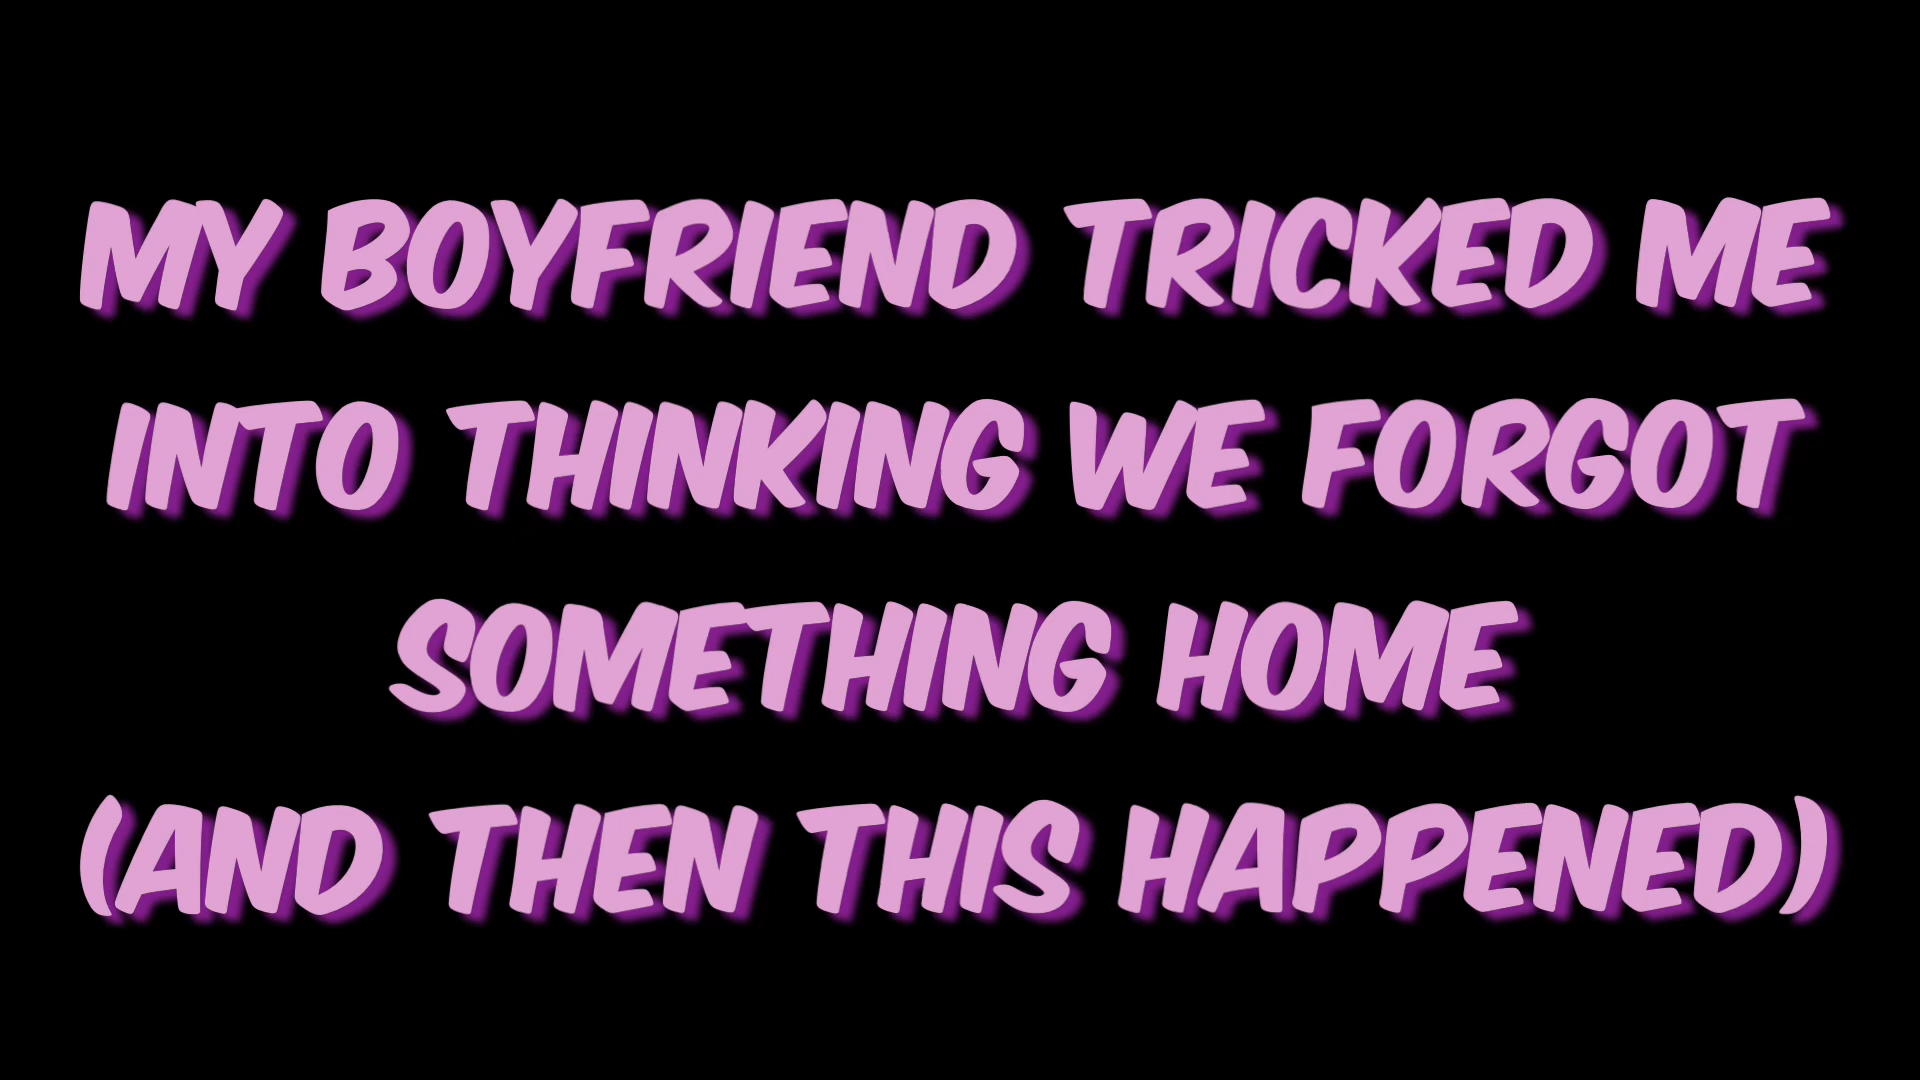 MY BOYFRIEND TRICKED ME
INTO THINKING WE FORGOT
SOMETHING HOME
(AND THEN THIS HAPPENED)